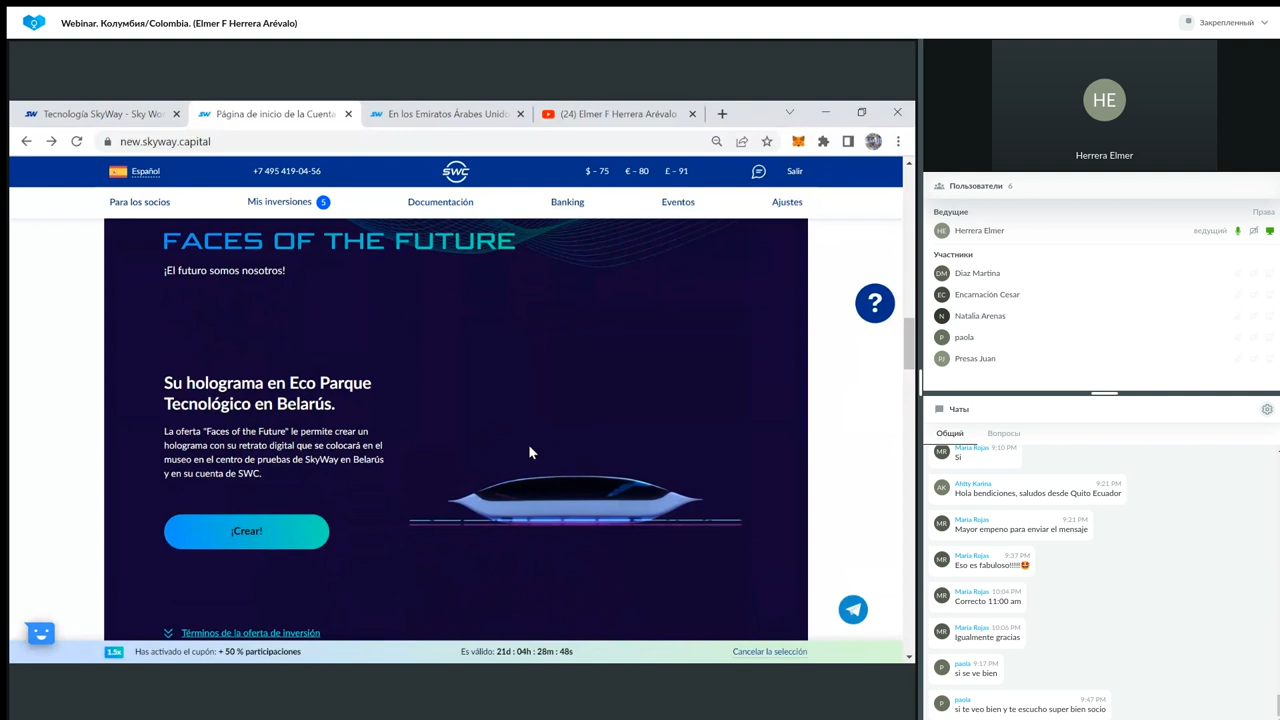 Webinar. Колумбия/Colombia. (Elmer F Herrera Arévalo)
Закрепленный
Tecnología SkyWay - Sky Wo
Página de inicio de la Cuenta
En los Emiratos Árabes Unido
(24) Elmer F Herrera Arévalo
new.skyway.capital
Español
+7 495 419-04-56
SWC
$ – 75
€ – 80
£ – 91
Salir
Para los socios
Mis inversiones 5
Documentación
Banking
Eventos
Ajustes
FACES OF THE FUTURE
¡El futuro somos nosotros!
?
Su holograma en Eco Parque
Tecnológico en Belarús.
La oferta "Faces of the Future" le permite crear un
holograma con su retrato digital que se colocará en el
museo en el centro de pruebas de SkyWay en Belarús
y en su cuenta de SWC.
¡Crear!
Términos de la oferta de inversión
1.5x
Has activado el cupón: + 50 % participaciones
Es válido: 21d : 04h : 28m : 48s
Cancelar la selección
HE
Herrera Elmer
Пользователи 6
Ведущие
Права
HE
Herrera Elmer
ведущий
Участники
DM
Diaz Martina
EC
Encarnación Cesar
N
Natalia Arenas
P
paola
PJ
Presas Juan
Чаты
Общий
Вопросы
MR
Maria Rojas 9:10 PM
Si
AK
Ahtty Karina 9:21 PM
Hola bendiciones, saludos desde Quito Ecuador
MR
Maria Rojas 9:21 PM
Mayor empeno para enviar el mensaje
MR
Maria Rojas 9:37 PM
Eso es fabuloso!!!!!🤩
MR
Maria Rojas 10:04 PM
Correcto 11:00 am
MR
Maria Rojas 10:06 PM
Igualmente gracias
P
paola 9:17 PM
si se ve bien
P
paola 9:47 PM
si te veo bien y te escucho super bien socio